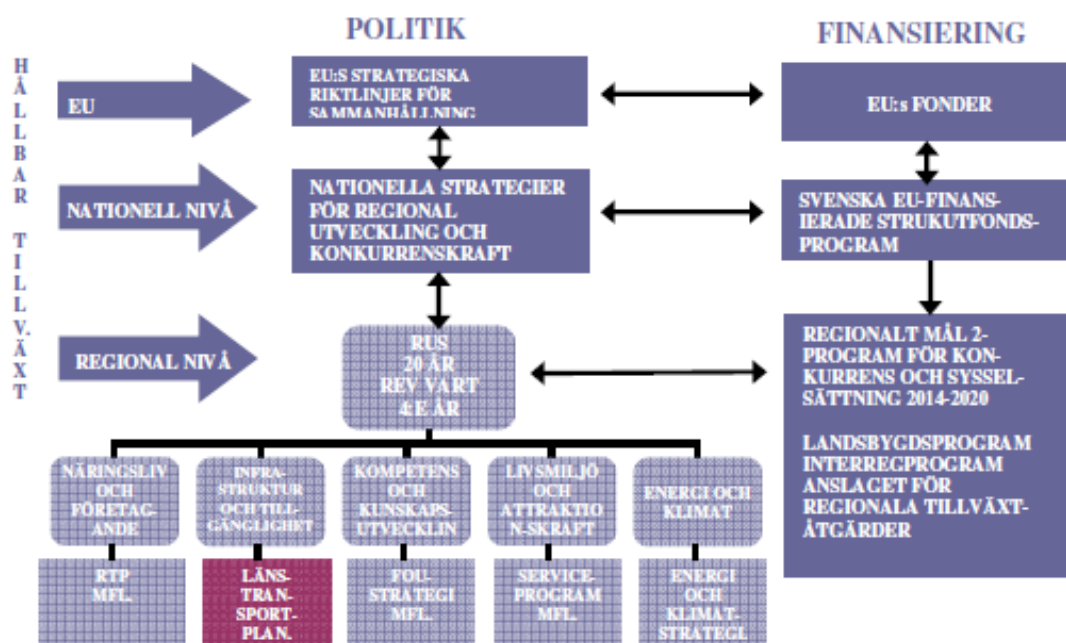 POLITIK
FINANSIERING
HÅLLBAR TILLVÄXT
EU
EU:S STRATEGISKA
RIKTLINJER FÖR
SAMMANHÅLLNING
EU:s FONDER
NATIONELL NIVÅ
NATIONELLA STRATEGIER
FÖR REGIONAL
UTVECKLING OCH
KONKURRENSKRAFT
SVENSKA EU-FINANS-
IERADE STRUKUTFONDS-
PROGRAM
REGIONAL NIVÅ
RUS
20 ÅR
REV VART
4:E ÅR
REGIONALT MÅL 2-
PROGRAM FÖR KON-
KURRENS OCH SYSSEL-
SÄTTNING 2014-2020
LANDSBYGDSPROGRAM
INTERREGPROGRAM
ANSLAGET FÖR
REGIONALA TILLVÄXT-
ÅTGÄRDER
NÄRINGSLIV
OCH
FÖRETAG-
ANDE
INFRA-
STRUKTUR
OCH TILL-
GÄNGLIGHET
KOMPETENS
OCH
KUNSKAPS-
UTVECKLIN
LIVSMILJÖ
OCH
ATTRAKTIO
N-SKRAFT
ENERGI OCH
KLIMAT
RTP
MFL.
LÄNS-
TRAN-
SPORT-
PLAN.
FOU-
STRATEGI
MFL.
SERVICE-
PROGRAM
MFL.
ENERGI
OCH
KLIMAT-
STRATEGI.